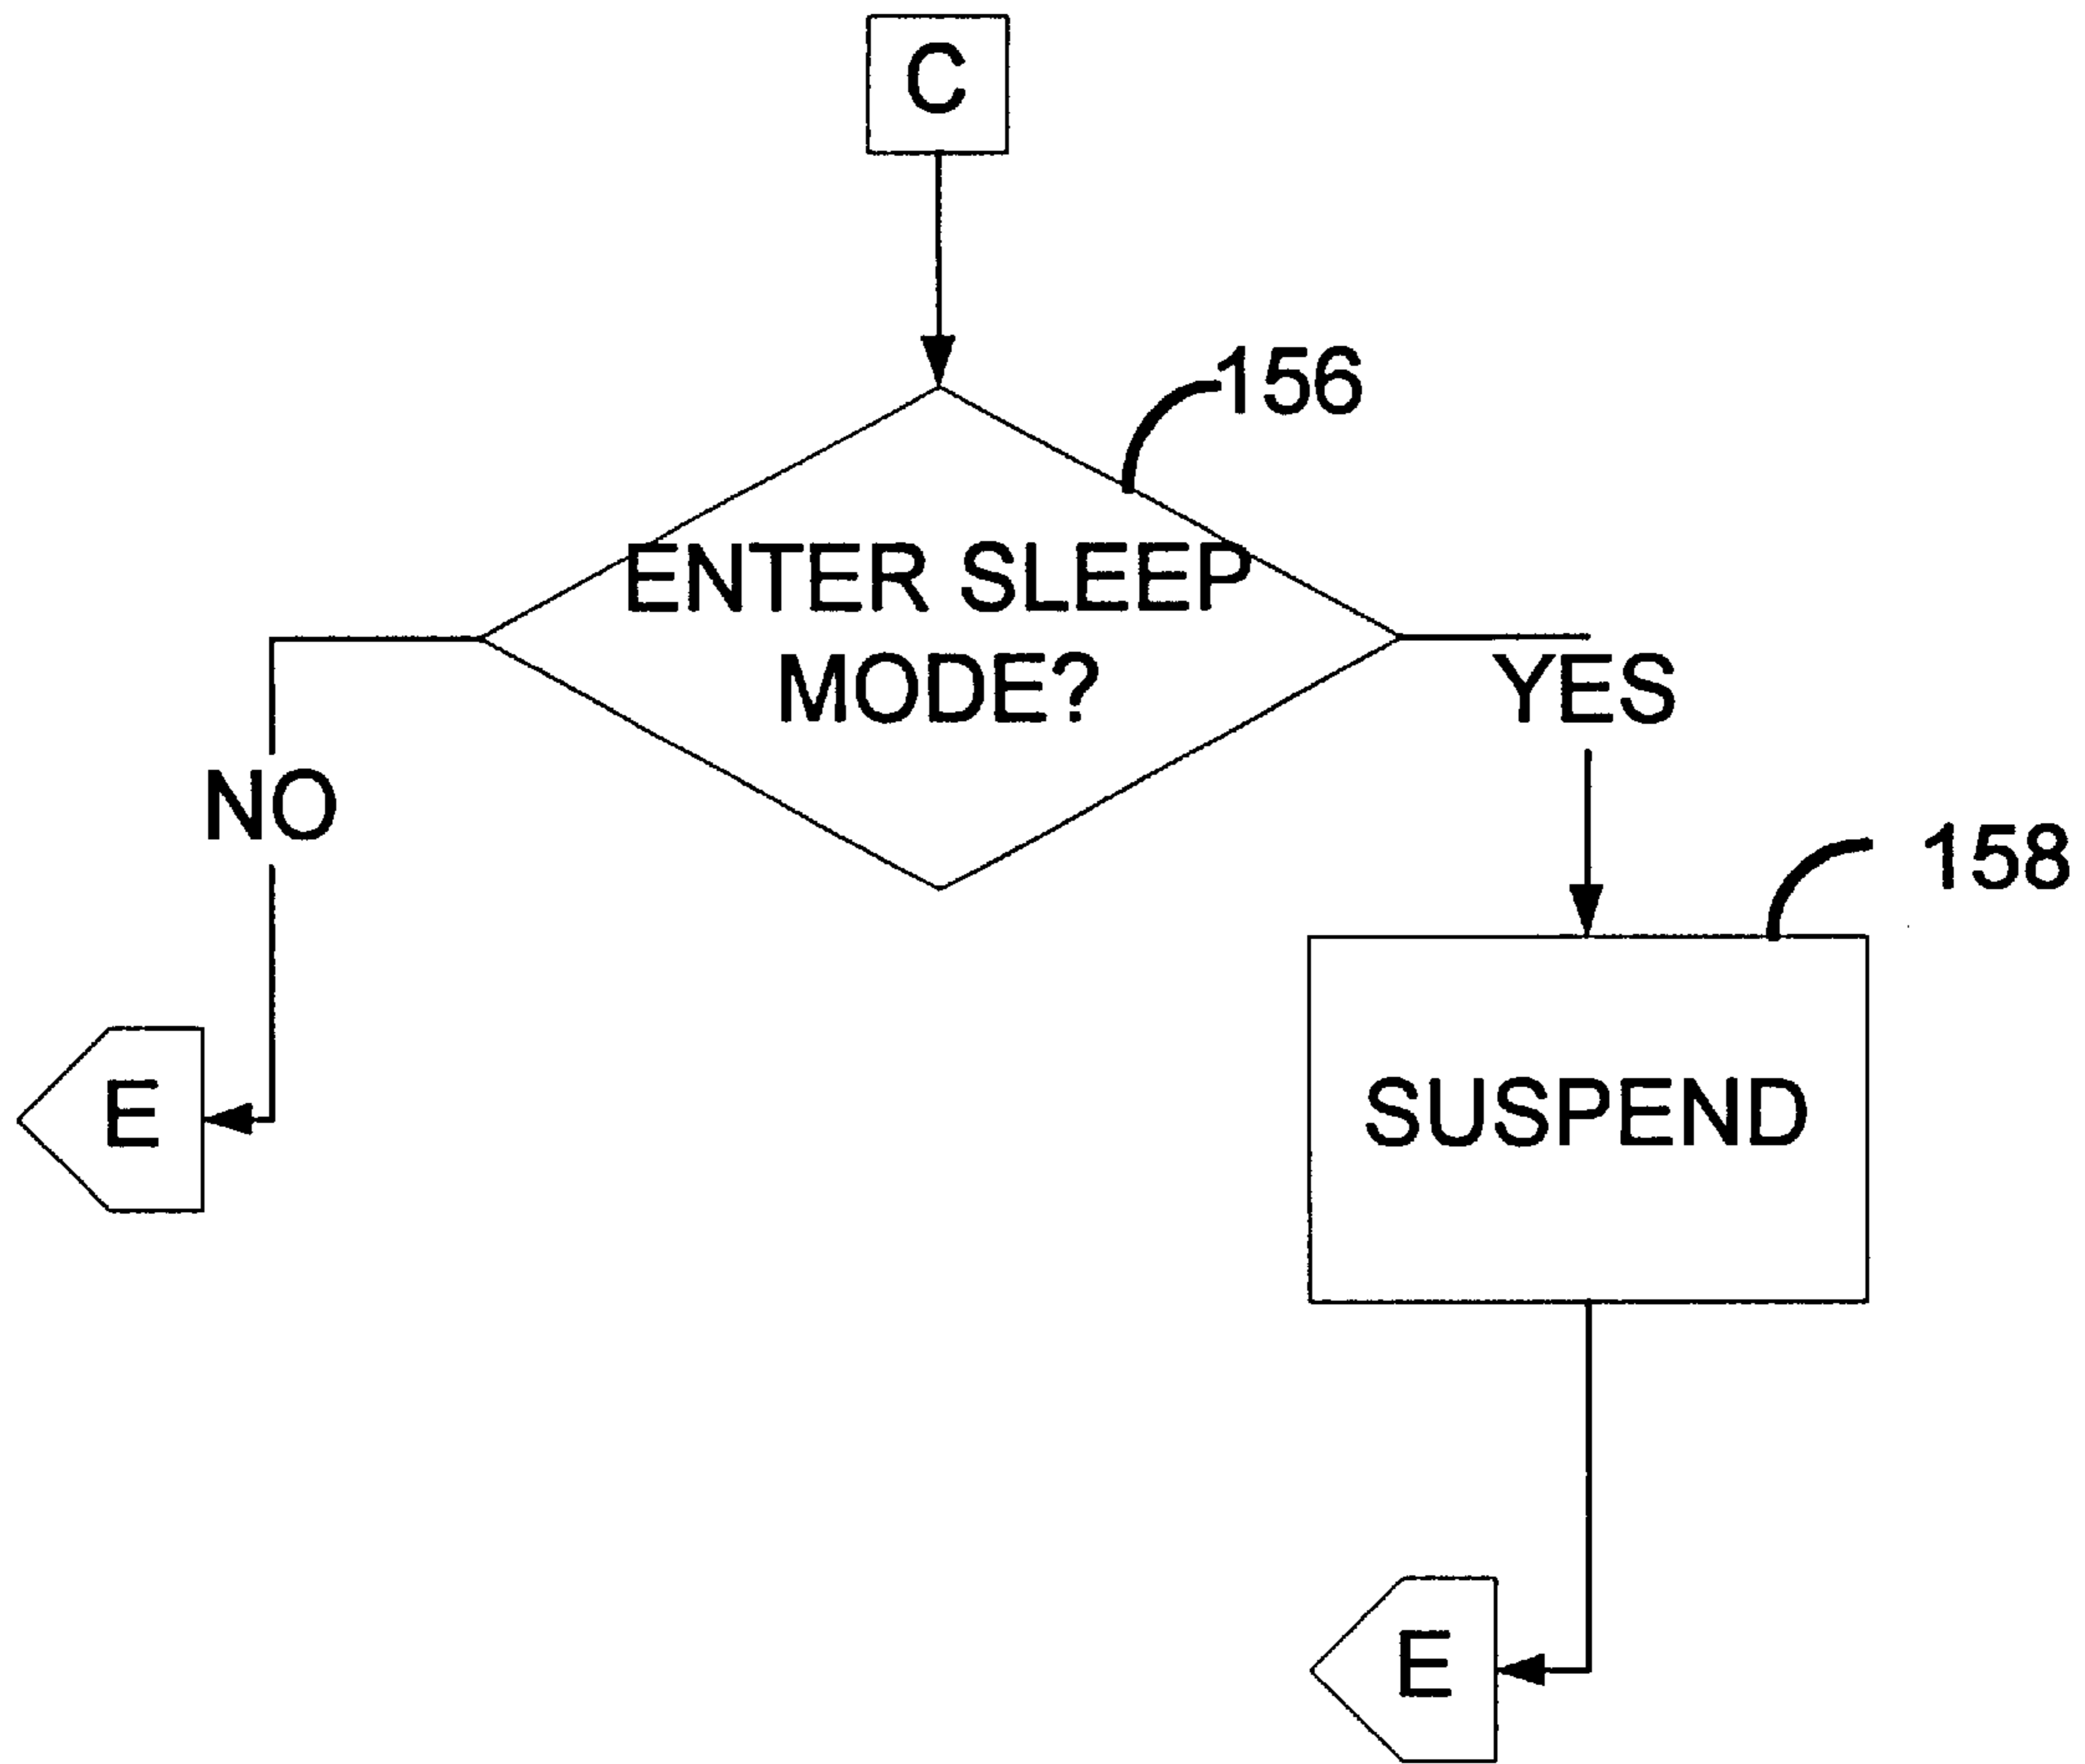 C
156
ENTER SLEEP
MODE?
YES
NO
158
E
SUSPEND
E